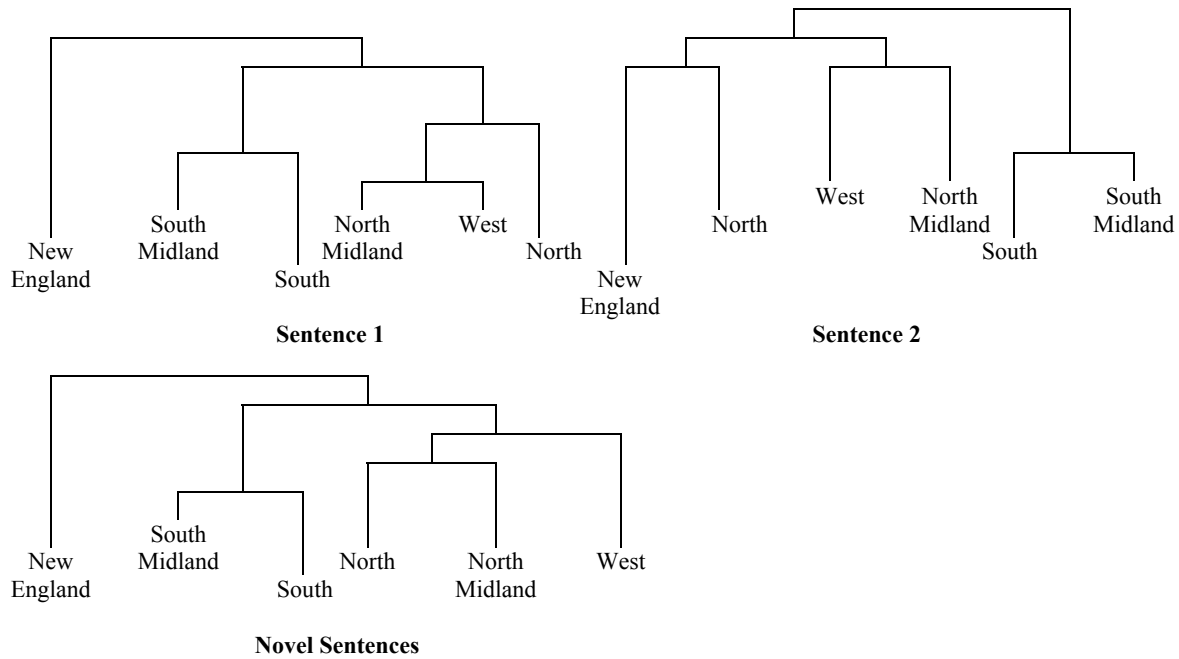 New
England
South
Midland
South
North
Midland
West
North
Sentence 1
New
England
North
West
North
Midland
South
South
Midland
Sentence 2
New
England
South
Midland
South
North
North
Midland
West
Novel Sentences